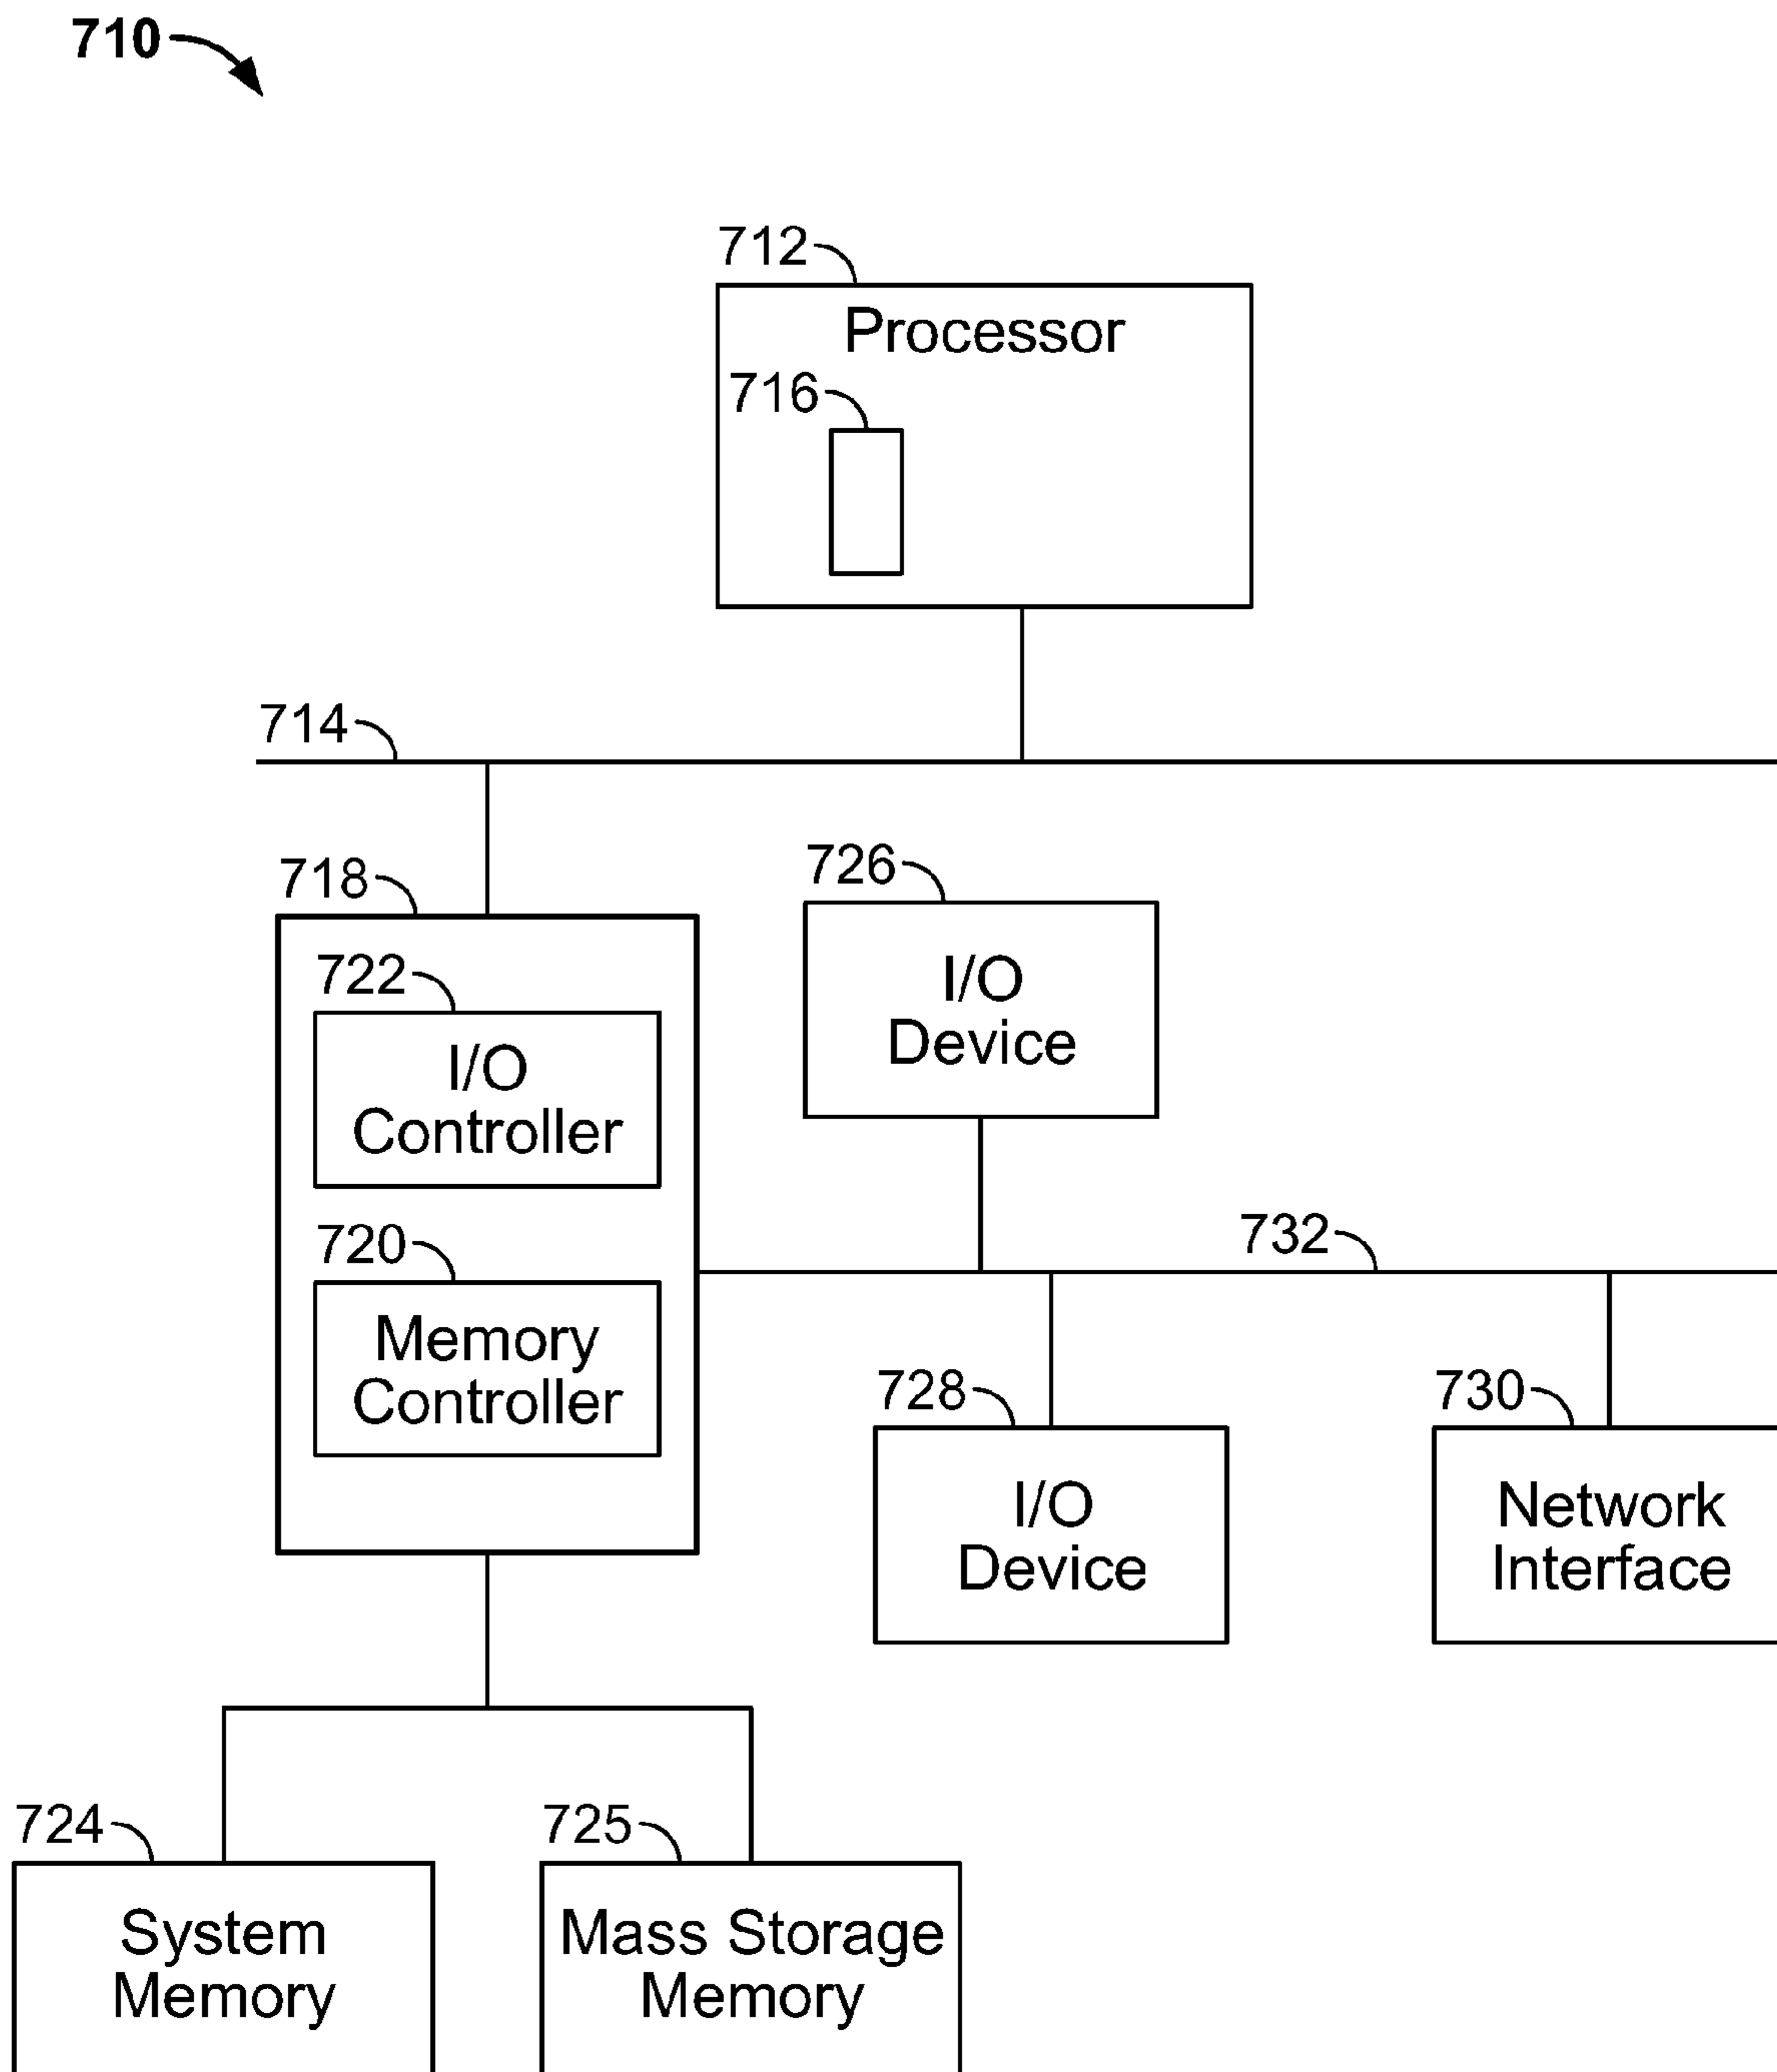 710
712
Processor
716
714
718
726
722
I/O
Device
I/O
Controller
732
720
Memory
Controller
728
730
I/O
Device
Network
Interface
724
725
System
Memory
Mass Storage
Memory